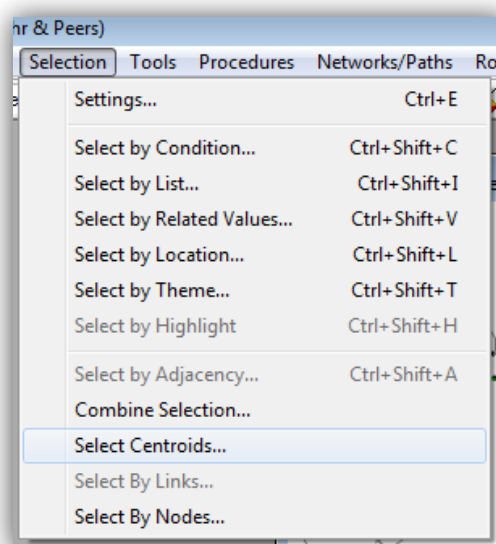 hr & Peers)
Selection Tools Procedures Networks/Paths Ro
Settings... Ctrl+E
Select by Condition... Ctrl+Shift+C
Select by List... Ctrl+Shift+I
Select by Related Values... Ctrl+Shift+V
Select by Location... Ctrl+Shift+L
Select by Theme... Ctrl+Shift+T
Select by Highlight Ctrl+Shift+H
Select by Adjacency... Ctrl+Shift+A
Combine Selection...
Select Centroids...
Select By Links...
Select By Nodes...